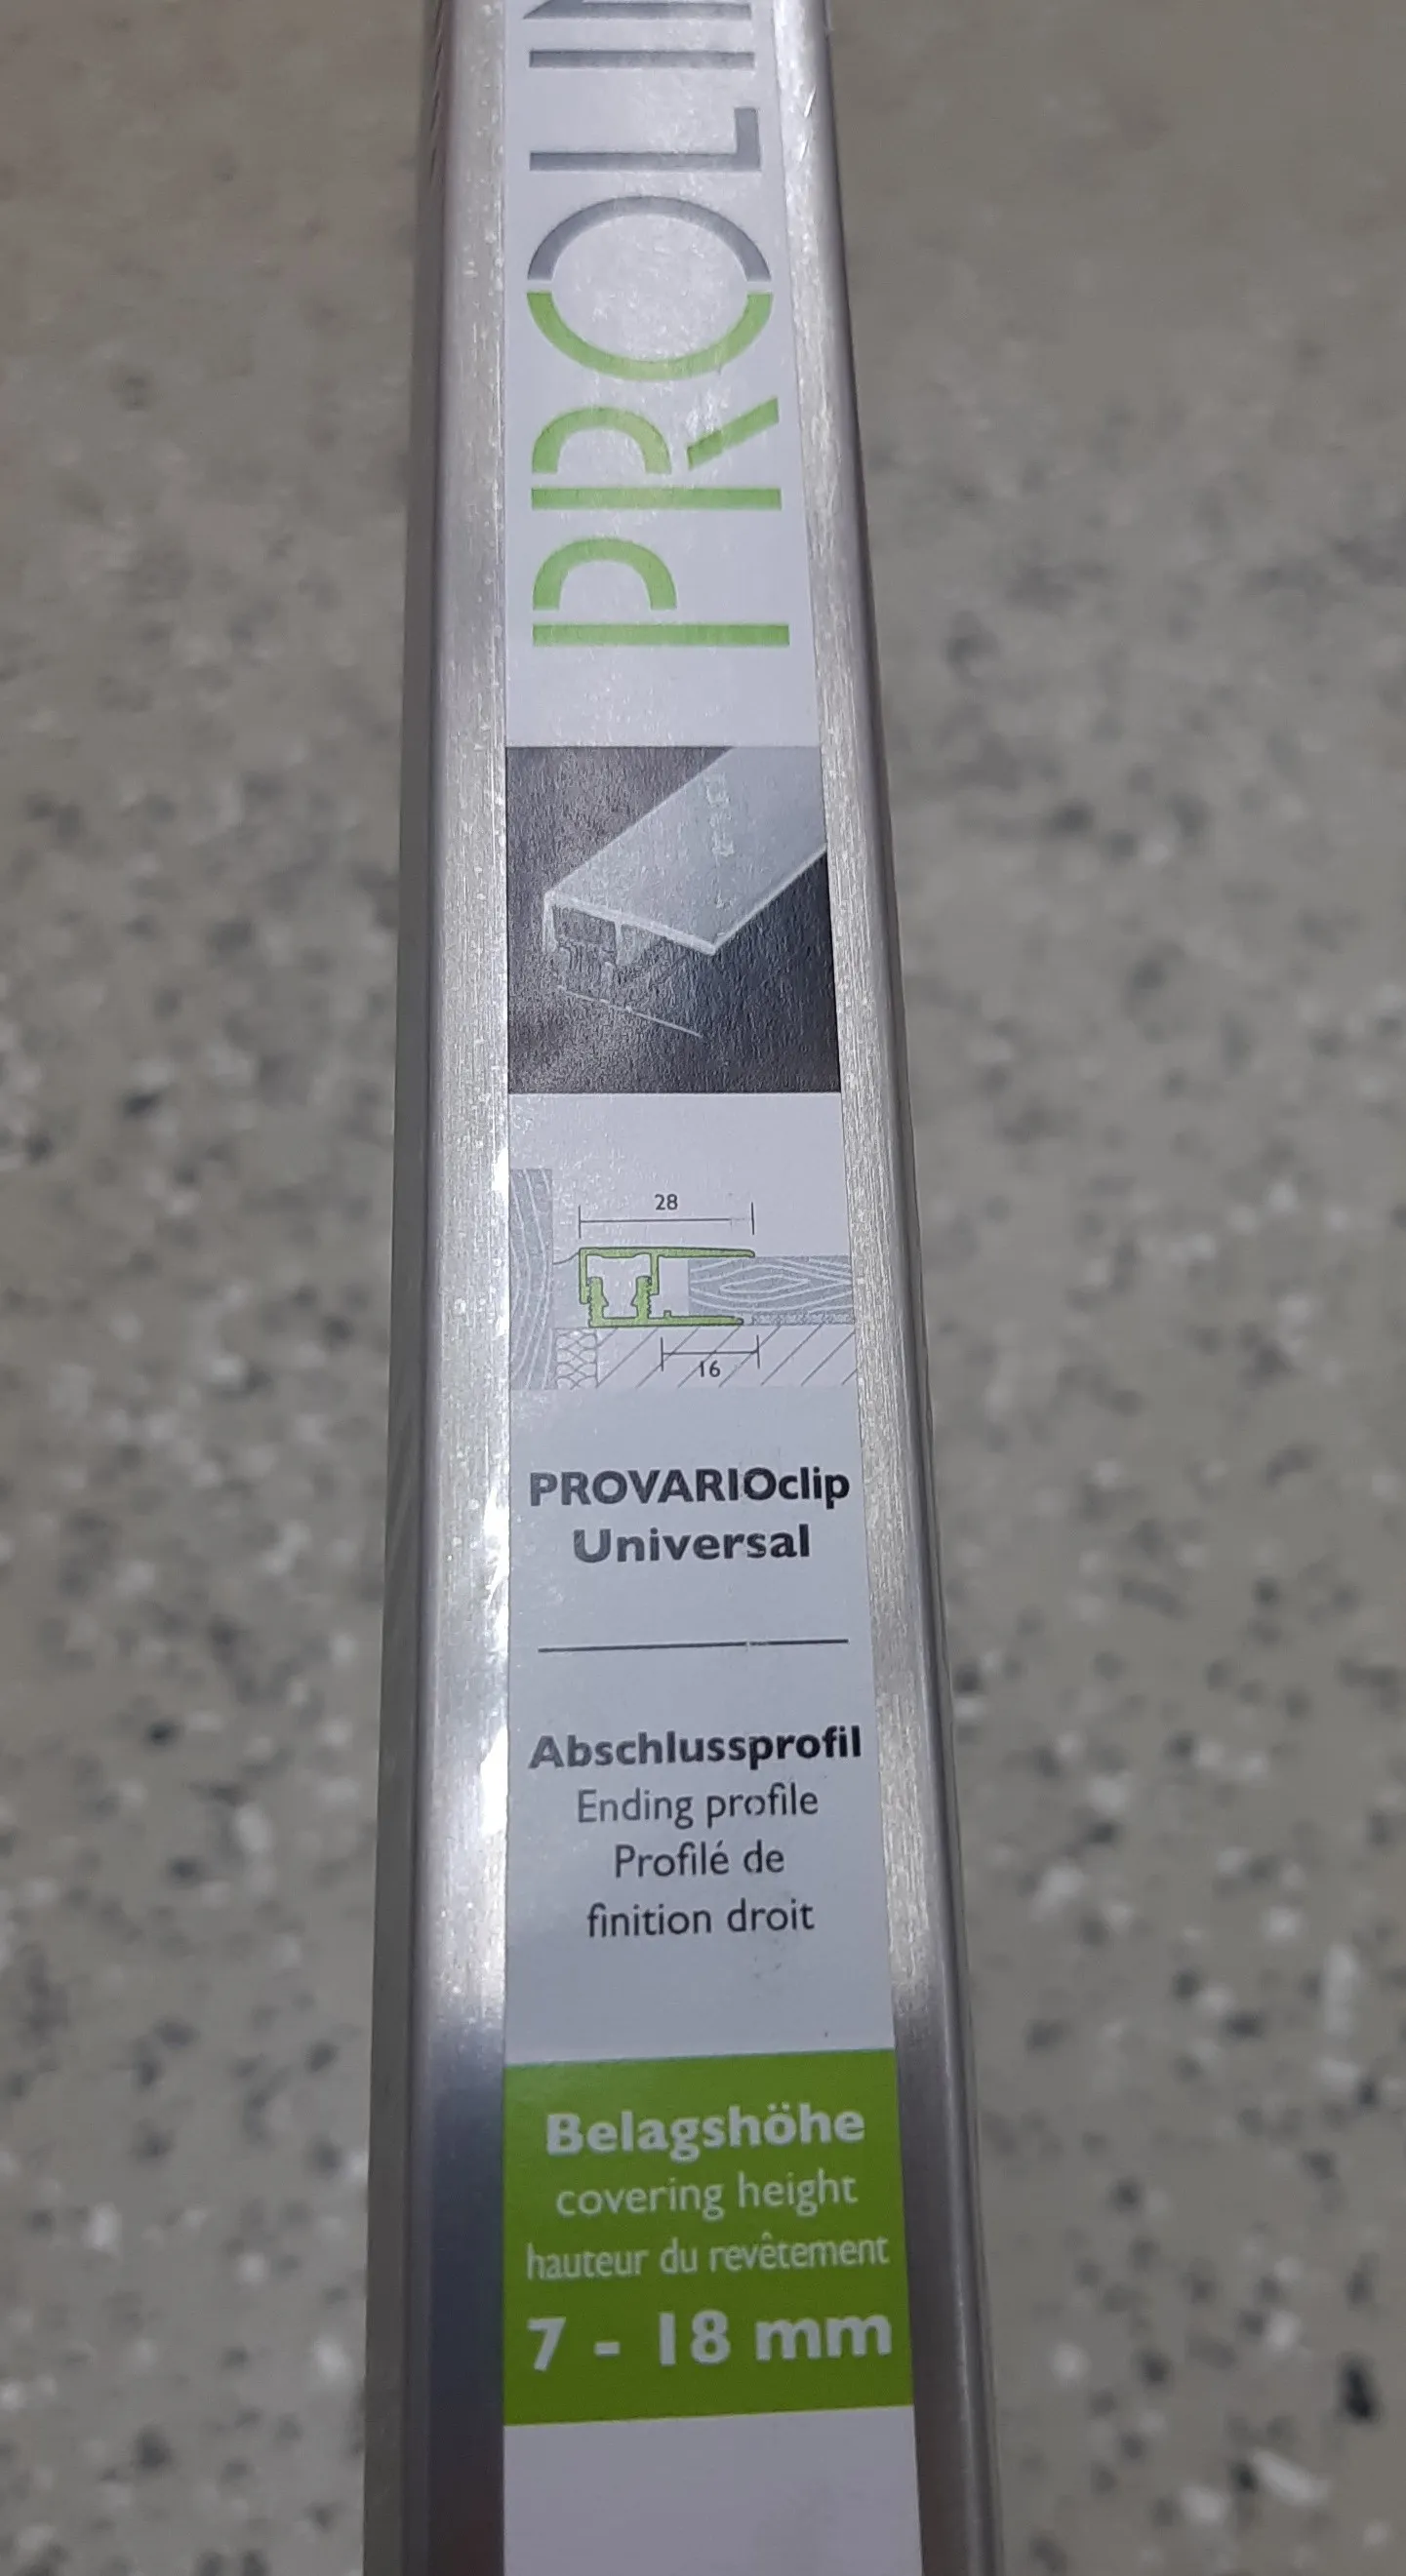 PROLIN
28
16
PROVARIOclip
Universal
Abschlussprofil
Ending profile
Profilé de
finition droit
Belagshöhe
covering height
hauteur du revêtement
7 - 18 mm